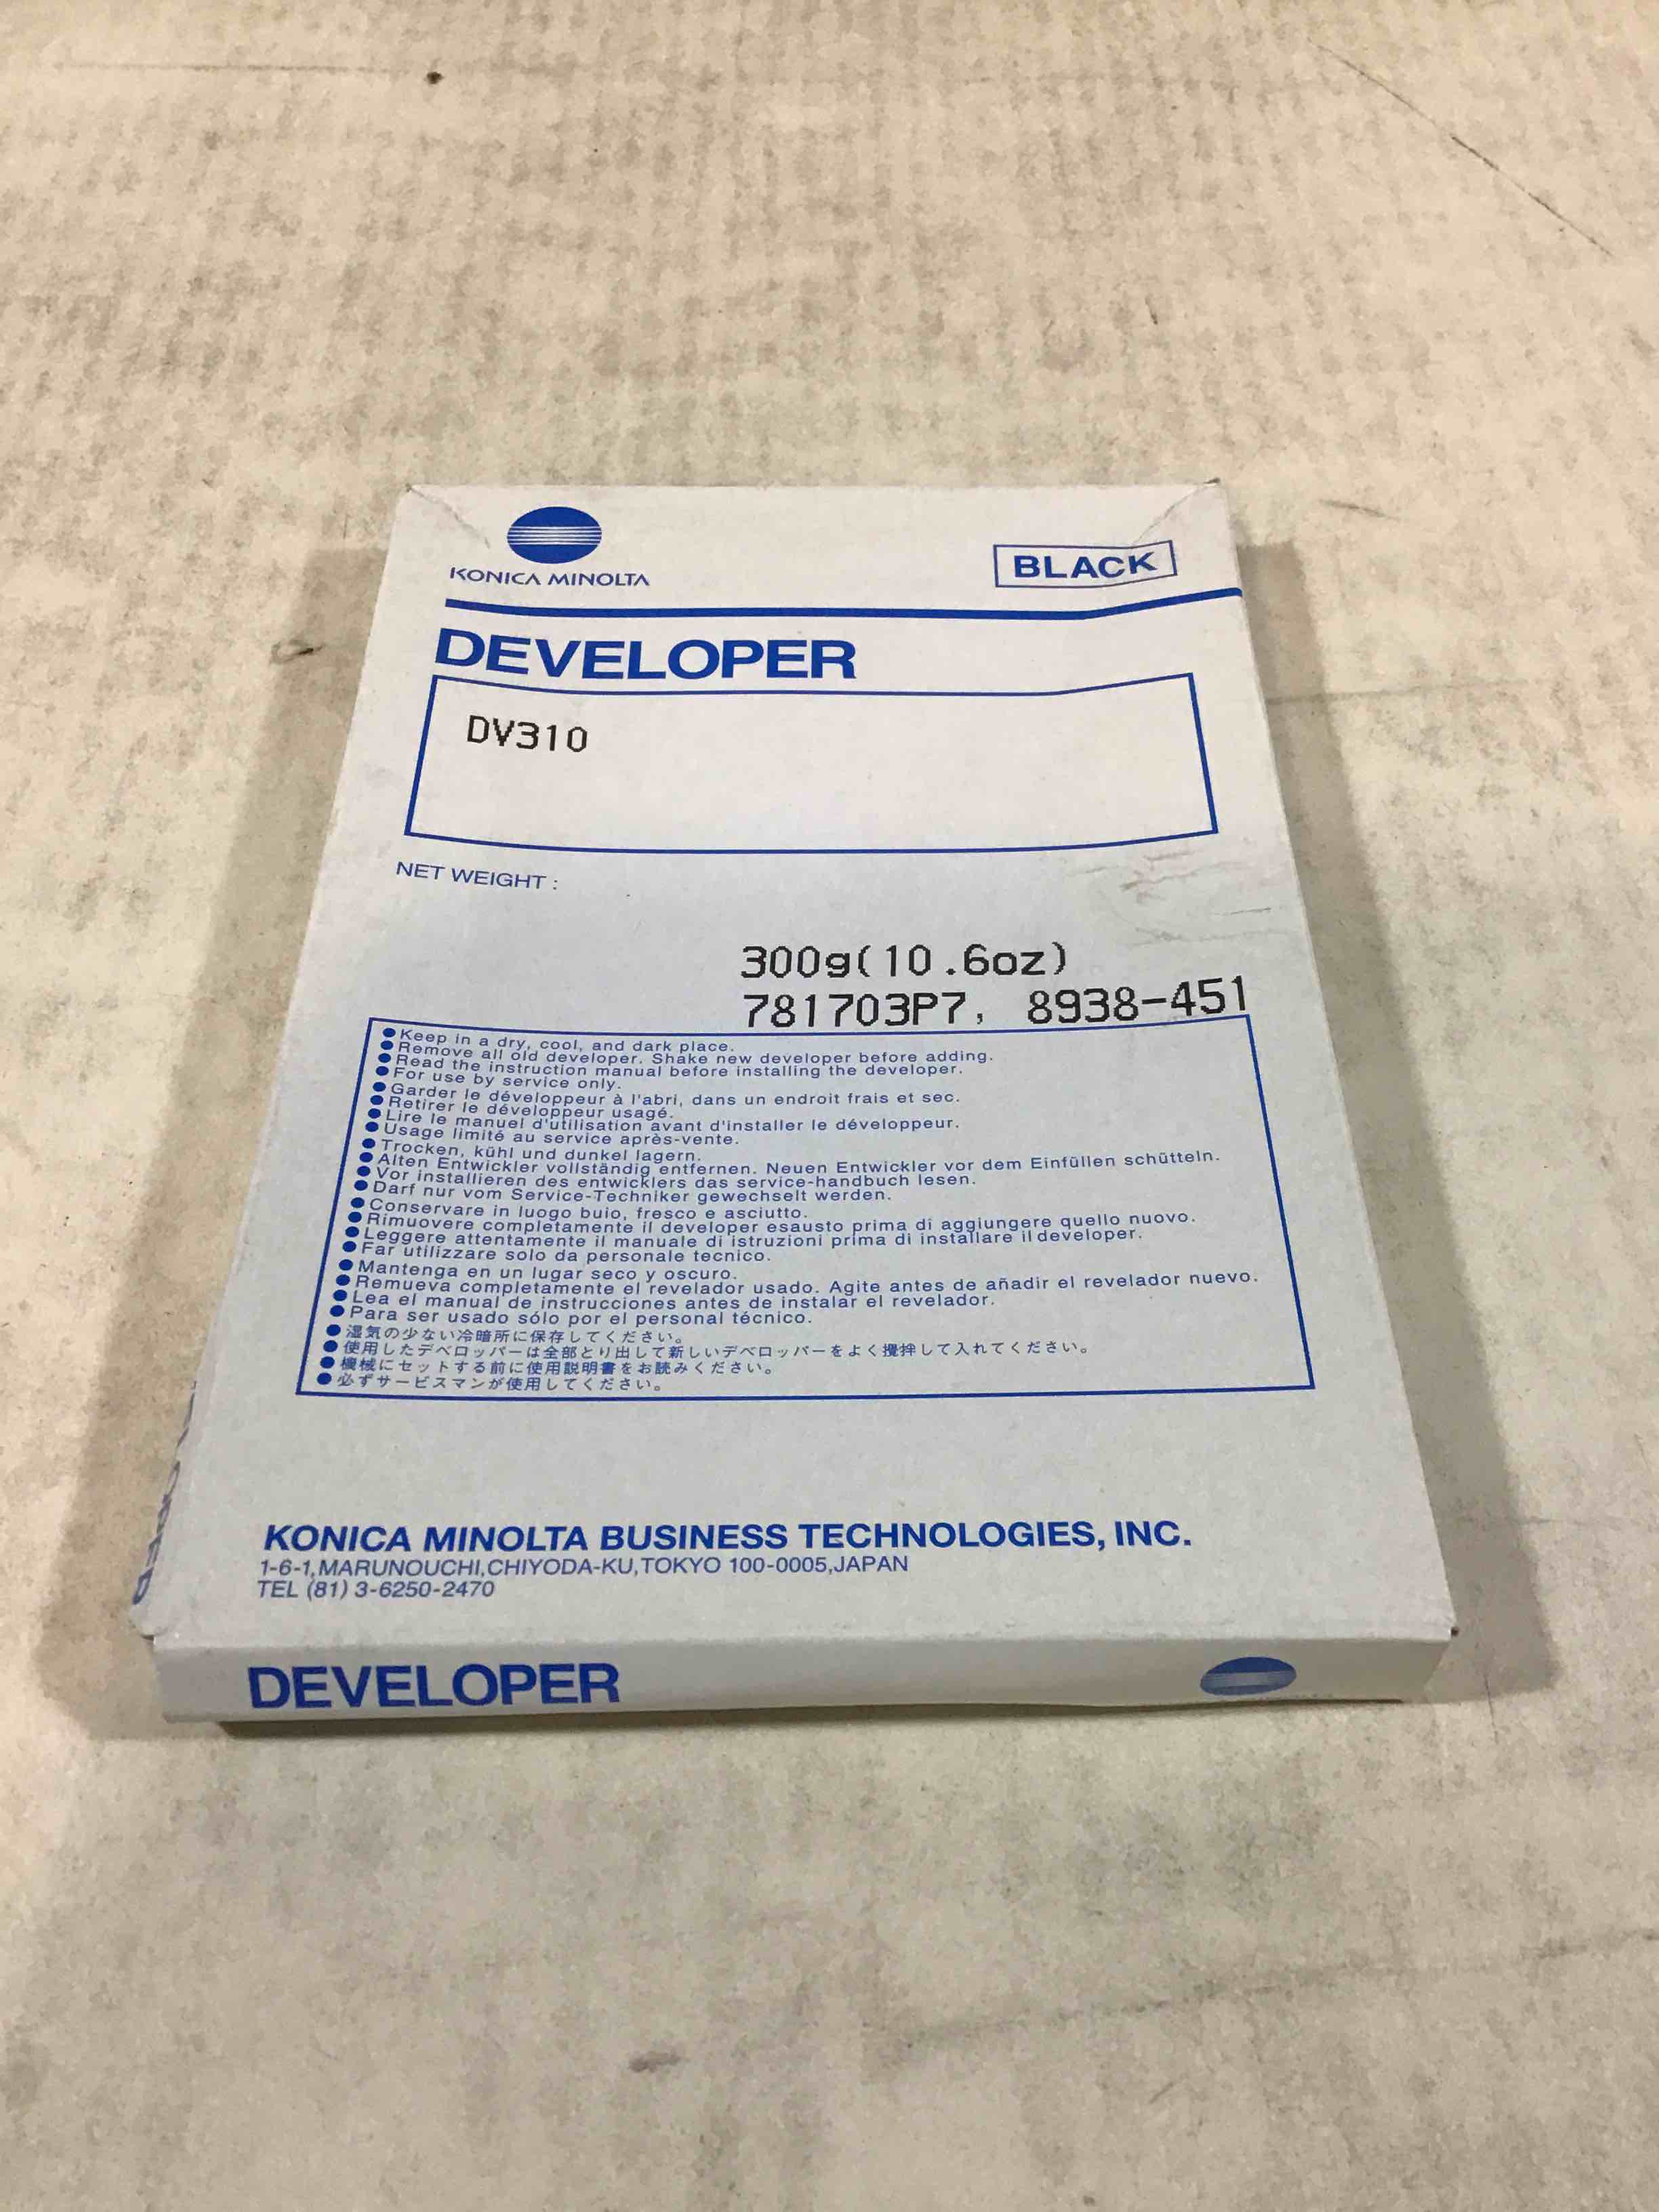 KONICA MINOLTA
BLACK
DEVELOPER
DV310
NET WEIGHT :
300g(10.6oz)
781703P7, 8938-451
●Keep in a dry, cool, and dark place.
●Remove all old developer. Shake new developer before adding.
●Read the instruction manual before installing the developer.
●For use by service only.
●Garder le développeur à l'abri, dans un endroit frais et sec.
●Retirer le développeur usagé.
●Lire le manuel d'utilisation avant d'installer le développeur.
●Usage limité au service après-vente.
●Trocken, kühl und dunkel lagern.
●Alten Entwickler vollständig entfernen. Neuen Entwickler vor dem Einfüllen schütteln.
●Vor installieren des entwicklers das service-handbuch lesen.
●Darf nur vom Service-Techniker gewechselt werden.
●Conservare in luogo buio, fresco e asciutto.
●Rimuovere completamente il developer esausto prima di aggiungere quello nuovo.
●Leggere attentamente il manuale di istruzioni prima di installare il developer.
●Far utilizzare solo da personale tecnico.
●Mantenga en un lugar seco y oscuro.
●Remueva completamente el revelador usado. Agite antes de añadir el revelador nuevo.
●Lea el manual de instrucciones antes de instalar el revelador.
●Para ser usado sólo por el personal técnico.
●湿気の少ない冷暗所に保存してください。
●使用したデベロッパーは全部とり出して新しいデベロッパーをよく攪拌して入れてください。
●機械にセットする前に使用説明書をお読みください。
●必ずサービスマンが使用してください。
KONICA MINOLTA BUSINESS TECHNOLOGIES, INC.
1-6-1,MARUNOUCHI,CHIYODA-KU,TOKYO 100-0005,JAPAN
TEL (81) 3-6250-2470
DEVELOPER